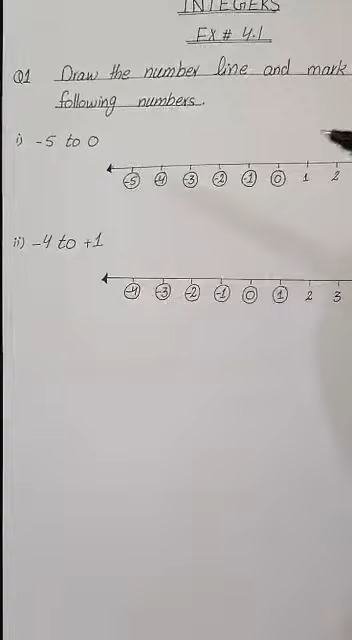 INTEGERS
EX # 4.1
Q1 Draw the number line and mark
following numbers.
i) -5 to 0
-5 -4 -3 -2 -1 0 1 2
ii) -4 to +1
-4 -3 -2 -1 0 1 2 3